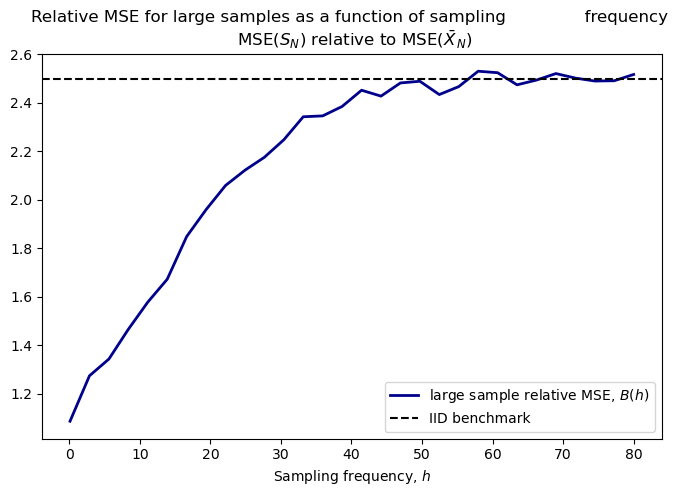 Relative MSE for large samples as a function of sampling frequency
MSE(S_N) relative to MSE(X̄_N)
2.6
2.4
2.2
2.0
1.8
1.6
1.4
1.2
large sample relative MSE, B(h)
IID benchmark
0 10 20 30 40 50 60 70 80
Sampling frequency, h